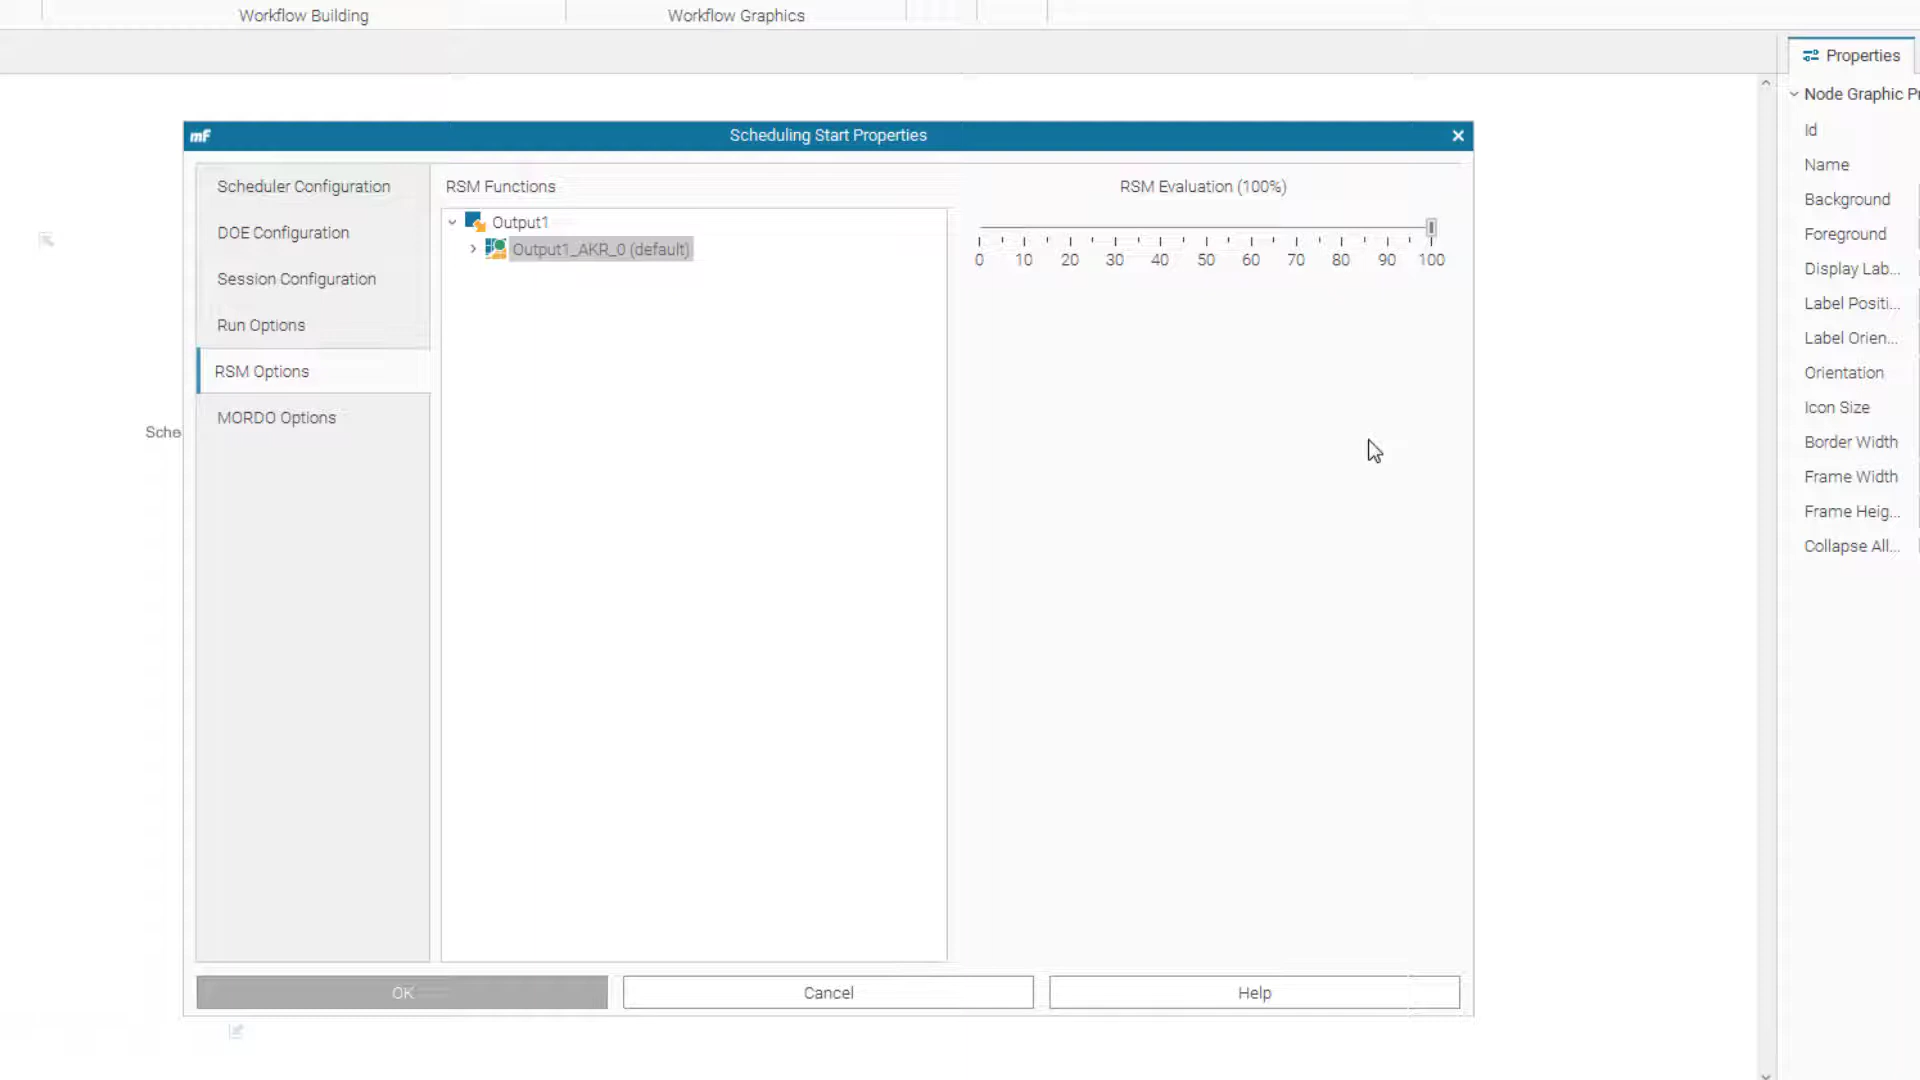 Workflow Building
Workflow Graphics
Properties
Node Graphic Pr
Id
Name
Background
Foreground
Display Lab...
Label Positi...
Label Orien...
Orientation
Icon Size
Border Width
Frame Width
Frame Heig...
Collapse All...
Sche
mF
Scheduling Start Properties
Scheduler Configuration
DOE Configuration
Session Configuration
Run Options
RSM Options
MORDO Options
RSM Functions
Output1
Output1_AKR_0 (default)
RSM Evaluation (100%)
0 10 20 30 40 50 60 70 80 90 100
OK
Cancel
Help